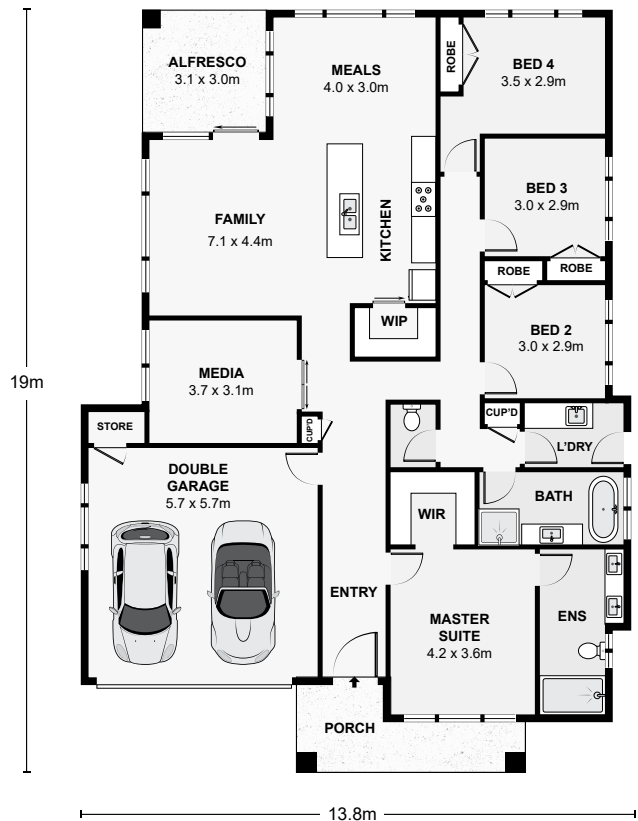 ALFRESCO
3.1 x 3.0m
MEALS
4.0 x 3.0m
ROBE
BED 4
3.5 x 2.9m
FAMILY
7.1 x 4.4m
KITCHEN
BED 3
3.0 x 2.9m
ROBE
ROBE
WIP
BED 2
3.0 x 2.9m
19m
MEDIA
3.7 x 3.1m
STORE
CUP'D
CUP'D
L'DRY
DOUBLE
GARAGE
5.7 x 5.7m
WIR
BATH
ENTRY
MASTER
SUITE
4.2 x 3.6m
ENS
PORCH
13.8m